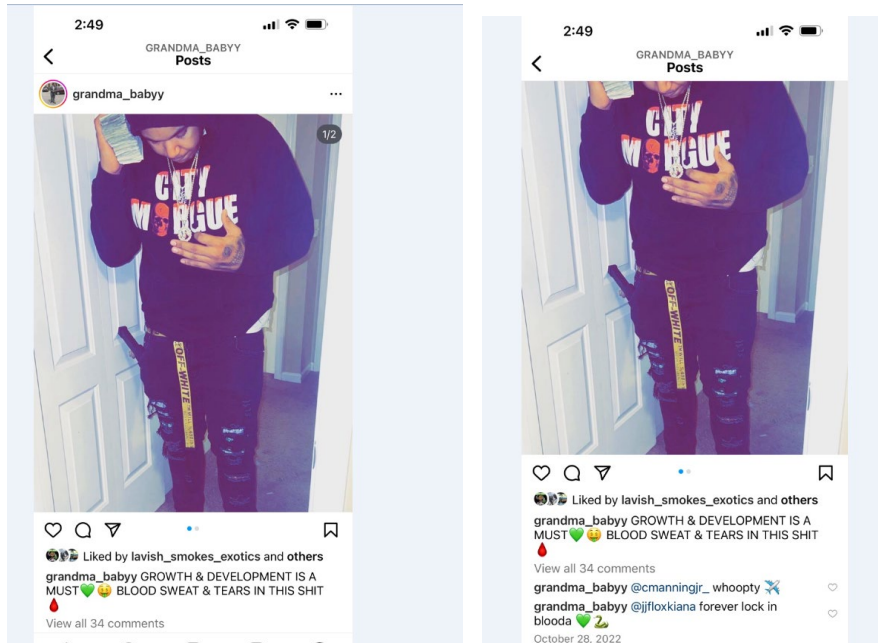 2:49
GRANDMA_BABYY
Posts
grandma_babyy
1/2
CITY
MORGUE
OFF-WHITE
Liked by lavish_smokes_exotics and others
grandma_babyy GROWTH & DEVELOPMENT IS A
MUST💚🤑 BLOOD SWEAT & TEARS IN THIS SHIT
🩸
View all 34 comments
2:49
GRANDMA_BABYY
Posts
CITY
MORGUE
OFF-WHITE
Liked by lavish_smokes_exotics and others
grandma_babyy GROWTH & DEVELOPMENT IS A
MUST💚🤑 BLOOD SWEAT & TEARS IN THIS SHIT
🩸
View all 34 comments
grandma_babyy @cmanningjr_ whoopty ✈️
grandma_babyy @jjfloxkiana forever lock in
blooda 💚🐍
October 28, 2022